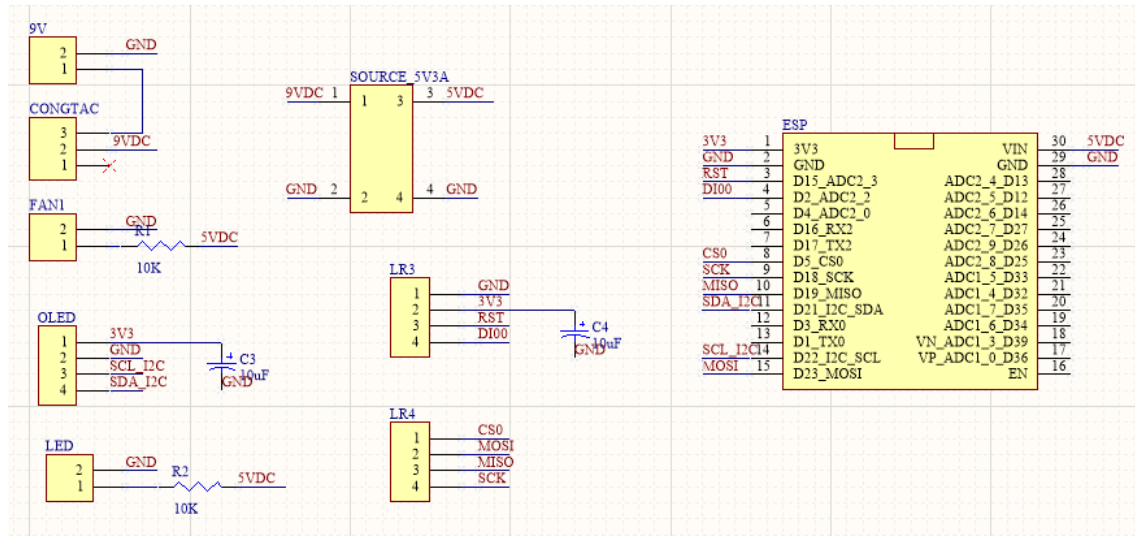 9V
2 GND
1
CONGTAC
3
2 9VDC
1
FAN1
2 GND
1 R1 5VDC
10K
OLED
1 3V3
2 GND
3 SCL_I2C
4 SDA_I2C
C3
10uF
GND
LED
2 GND
1 R2 5VDC
10K
SOURCE_5V3A
9VDC 1 1 3 3 5VDC
GND 2 2 4 4 GND
LR3
1 GND
2 3V3
3 RST
4 DI00
C4
10uF
GND
LR4
1 CS0
2 MOSI
3 MISO
4 SCK
ESP
3V3 1 3V3 VIN 30 5VDC
GND 2 GND GND 29 GND
RST 3 D15_ADC2_3 ADC2_4_D13 28
DI00 4 D2_ADC2_2 ADC2_5_D12 27
5 D4_ADC2_0 ADC2_6_D14 26
6 D16_RX2 ADC2_7_D27 25
7 D17_TX2 ADC2_9_D26 24
CS0 8 D5_CS0 ADC2_8_D25 23
SCK 9 D18_SCK ADC1_5_D33 22
MISO 10 D19_MISO ADC1_4_D32 21
SDA_I2C 11 D21_I2C_SDA ADC1_7_D35 20
12 D3_RX0 ADC1_6_D34 19
13 D1_TX0 VN_ADC1_3_D39 18
SCL_I2C 14 D22_I2C_SCL VP_ADC1_0_D36 17
MOSI 15 D23_MOSI EN 16